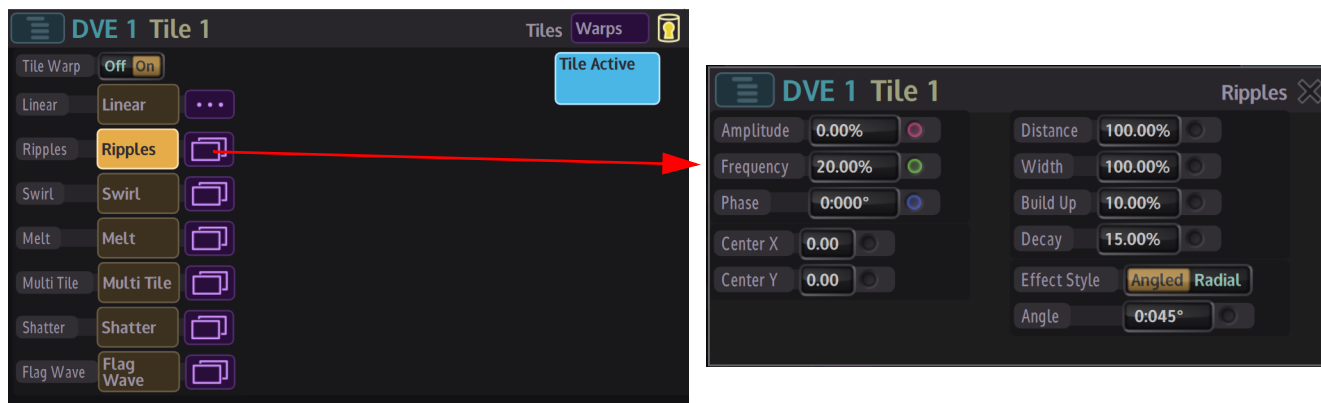 DVE 1 Tile 1 Tiles Warps
Tile Warp Off On Tile Active
Linear Linear
Ripples Ripples
Swirl Swirl
Melt Melt
Multi Tile Multi Tile
Shatter Shatter
Flag Wave Flag Wave
DVE 1 Tile 1 Ripples
Amplitude 0.00% Distance 100.00%
Frequency 20.00% Width 100.00%
Phase 0:000° Build Up 10.00%
Center X 0.00 Decay 15.00%
Center Y 0.00 Effect Style Angled Radial
Angle 0:045°